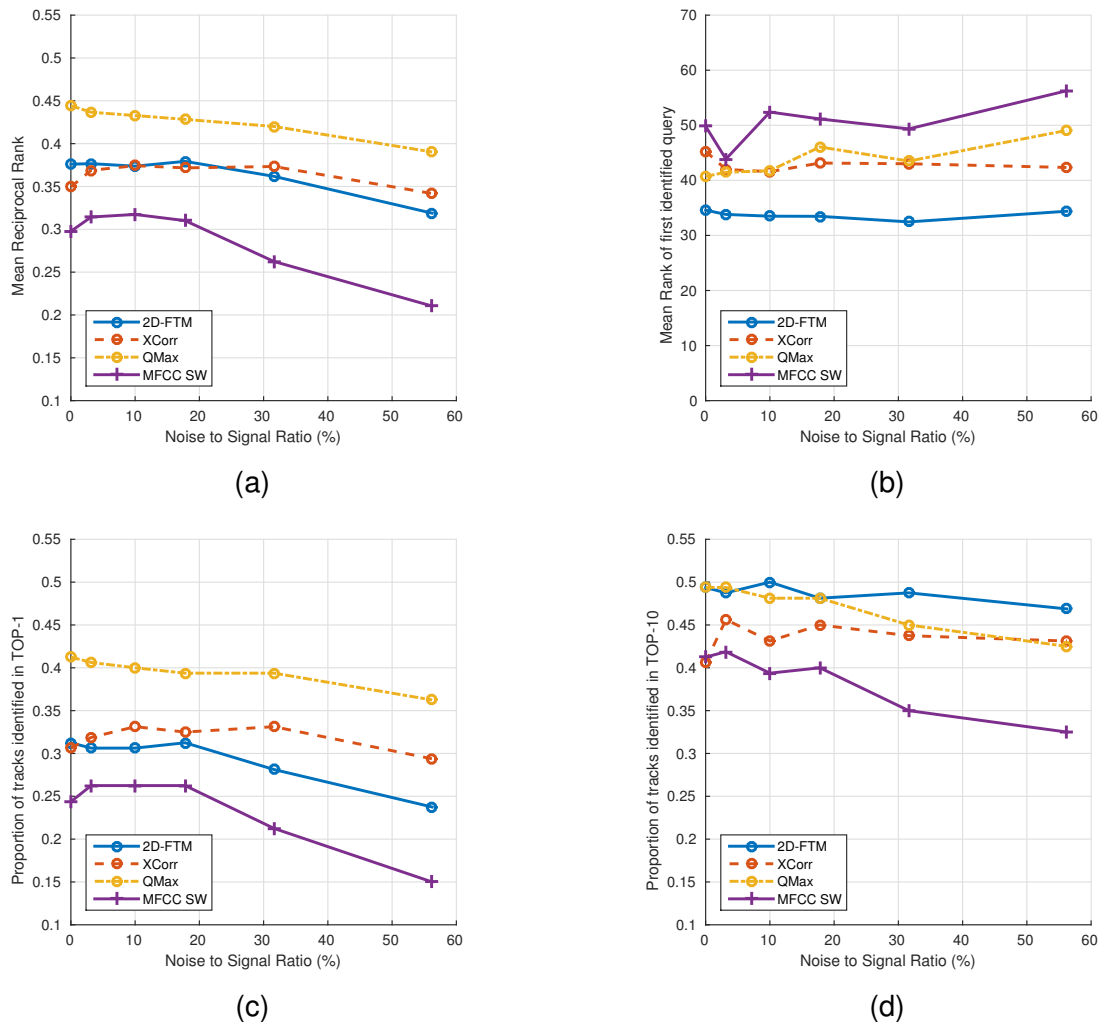 0.55
0.5
0.45
0.4
0.35
0.3
0.25
0.2
0.15
0.1
Mean Reciprocal Rank
2D-FTM
XCorr
QMax
MFCC SW
0 10 20 30 40 50 60
Noise to Signal Ratio (%)
(a)
70
60
50
40
30
20
10
0
Mean Rank of first identified query
2D-FTM
XCorr
QMax
MFCC SW
0 10 20 30 40 50 60
Noise to Signal Ratio (%)
(b)
0.55
0.5
0.45
0.4
0.35
0.3
0.25
0.2
0.15
0.1
Proportion of tracks identified in TOP-1
2D-FTM
XCorr
QMax
MFCC SW
0 10 20 30 40 50 60
Noise to Signal Ratio (%)
(c)
0.55
0.5
0.45
0.4
0.35
0.3
0.25
0.2
0.15
0.1
Proportion of tracks identified in TOP-10
2D-FTM
XCorr
QMax
MFCC SW
0 10 20 30 40 50 60
Noise to Signal Ratio (%)
(d)